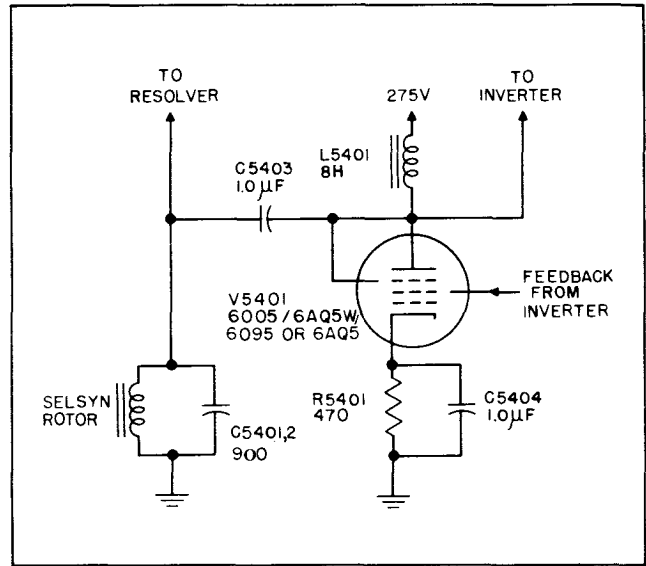 TO
RESOLVER
275V
TO
INVERTER
C5403
1.0µF
L5401
8H
V5401
6005/6AQ5W/
6095 OR 6AQ5
FEEDBACK
FROM
INVERTER
SELSYN
ROTOR
C5401,2
900
R5401
470
C5404
1.0µF